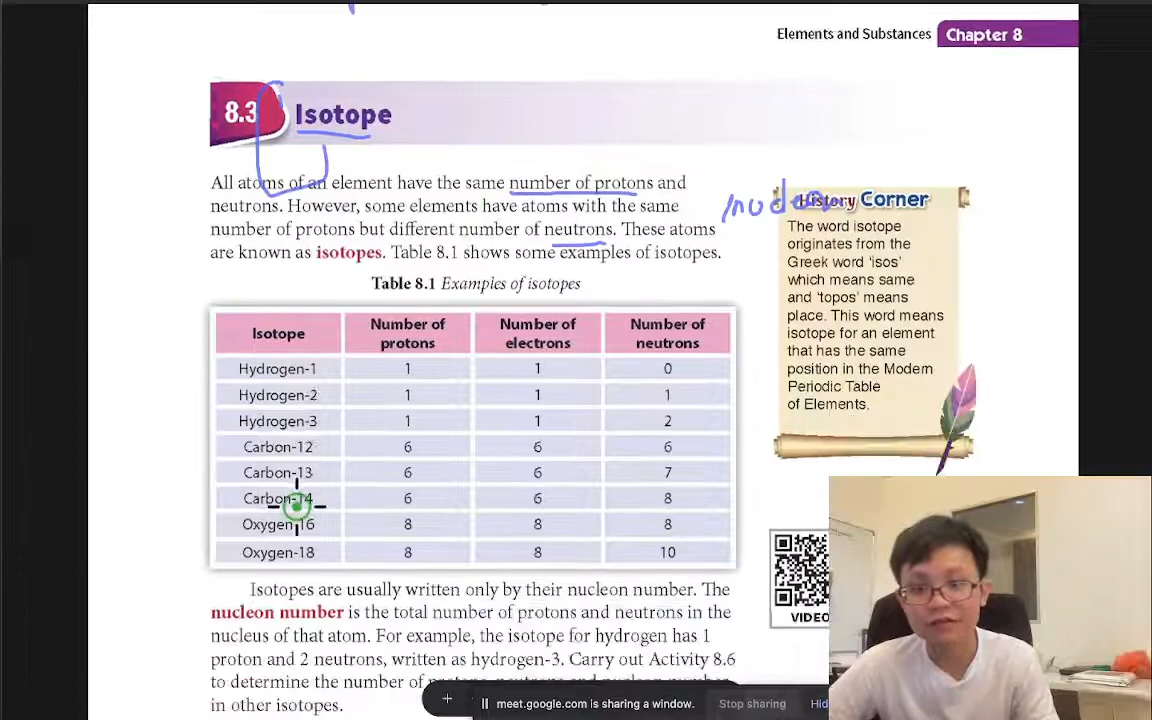 Elements and Substances Chapter 8
8.3 Isotope
All atoms of an element have the same number of protons and
neutrons. However, some elements have atoms with the same
number of protons but different number of neutrons. These atoms
are known as isotopes. Table 8.1 shows some examples of isotopes.
Table 8.1 Examples of isotopes
Isotope Number of protons Number of electrons Number of neutrons
Hydrogen-1 1 1 0
Hydrogen-2 1 1 1
Hydrogen-3 1 1 2
Carbon-12 6 6 6
Carbon-13 6 6 7
Carbon-14 6 6 8
Oxygen-16 8 8 8
Oxygen-18 8 8 10
Isotopes are usually written only by their nucleon number. The
nucleon number is the total number of protons and neutrons in the
nucleus of that atom. For example, the isotope for hydrogen has 1
proton and 2 neutrons, written as hydrogen-3. Carry out Activity 8.6
to determine the number of
in other isotopes.
History Corner
The word isotope
originates from the
Greek word ‘isos’
which means same
and ‘topos’ means
place. This word means
isotope for an element
that has the same
position in the Modern
Periodic Table
of Elements.
VIDEO
meet.google.com is sharing a window.
Stop sharing